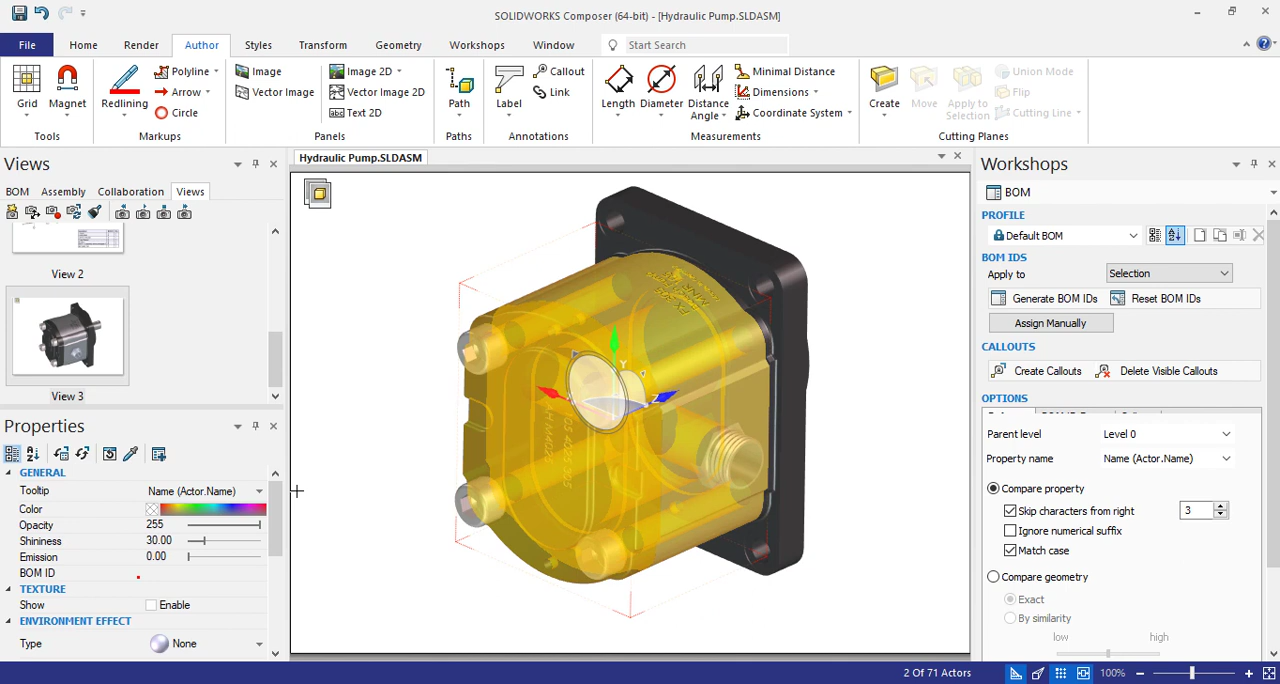 SOLIDWORKS Composer (64-bit) - [Hydraulic Pump.SLDASM]
File Home Render Author Styles Transform Geometry Workshops Window Start Search
Grid Magnet
Tools
Redlining Polyline Arrow Circle
Markups
Image Vector Image
Image 2D Vector Image 2D Text 2D
Panels
Path
Paths
Label Callout Link
Annotations
Length Diameter Distance Angle
Minimal Distance Dimensions Coordinate System
Measurements
Create Move Apply to Selection
Union Mode Flip Cutting Line
Cutting Planes
Views
BOM Assembly Collaboration Views
View 2
View 3
Properties
GENERAL
Tooltip Name (Actor.Name)
Color
Opacity 255
Shininess 30.00
Emission 0.00
BOM ID
TEXTURE
Show Enable
ENVIRONMENT EFFECT
Type None
Hydraulic Pump.SLDASM
Y
Z
Workshops
BOM
PROFILE
Default BOM
BOM IDS
Apply to Selection
Generate BOM IDs Reset BOM IDs
Assign Manually
CALLOUTS
Create Callouts Delete Visible Callouts
OPTIONS
Parent level Level 0
Property name Name (Actor.Name)
Compare property
Skip characters from right 3
Ignore numerical suffix
Match case
Compare geometry
Exact
By similarity
low high
2 Of 71 Actors 100%